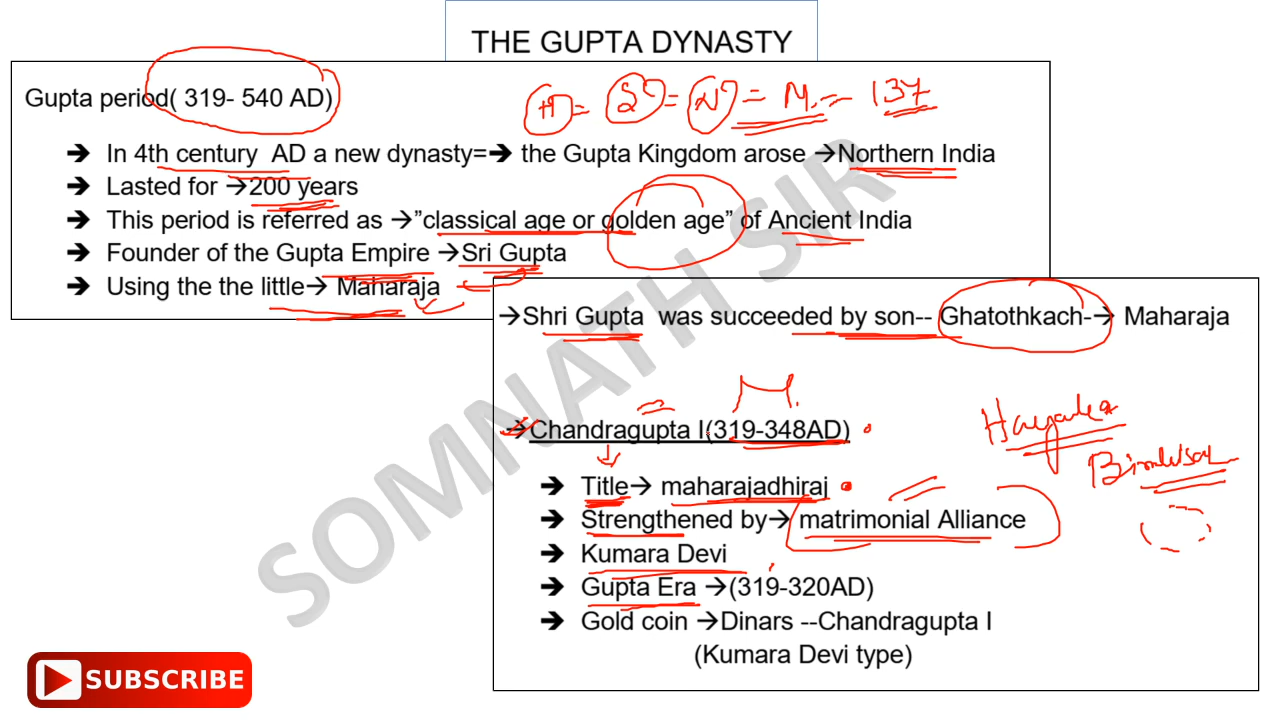 THE GUPTA DYNASTY
Gupta period( 319- 540 AD)
H = S = N = M = 137
➔ In 4th century AD a new dynasty=➔ the Gupta Kingdom arose →Northern India
➔ Lasted for →200 years
➔ This period is referred as →”classical age or golden age” of Ancient India
➔ Founder of the Gupta Empire →Sri Gupta
➔ Using the the little→ Maharaja
→Shri Gupta was succeeded by son-- Ghatothkach-→ Maharaja
→Chandragupta I(319-348AD)
➔ Title→ maharajadhiraj
➔ Strengthened by→ matrimonial Alliance
➔ Kumara Devi
➔ Gupta Era →(319-320AD)
➔ Gold coin →Dinars --Chandragupta I
(Kumara Devi type)
SOMNATH SIR
SUBSCRIBE